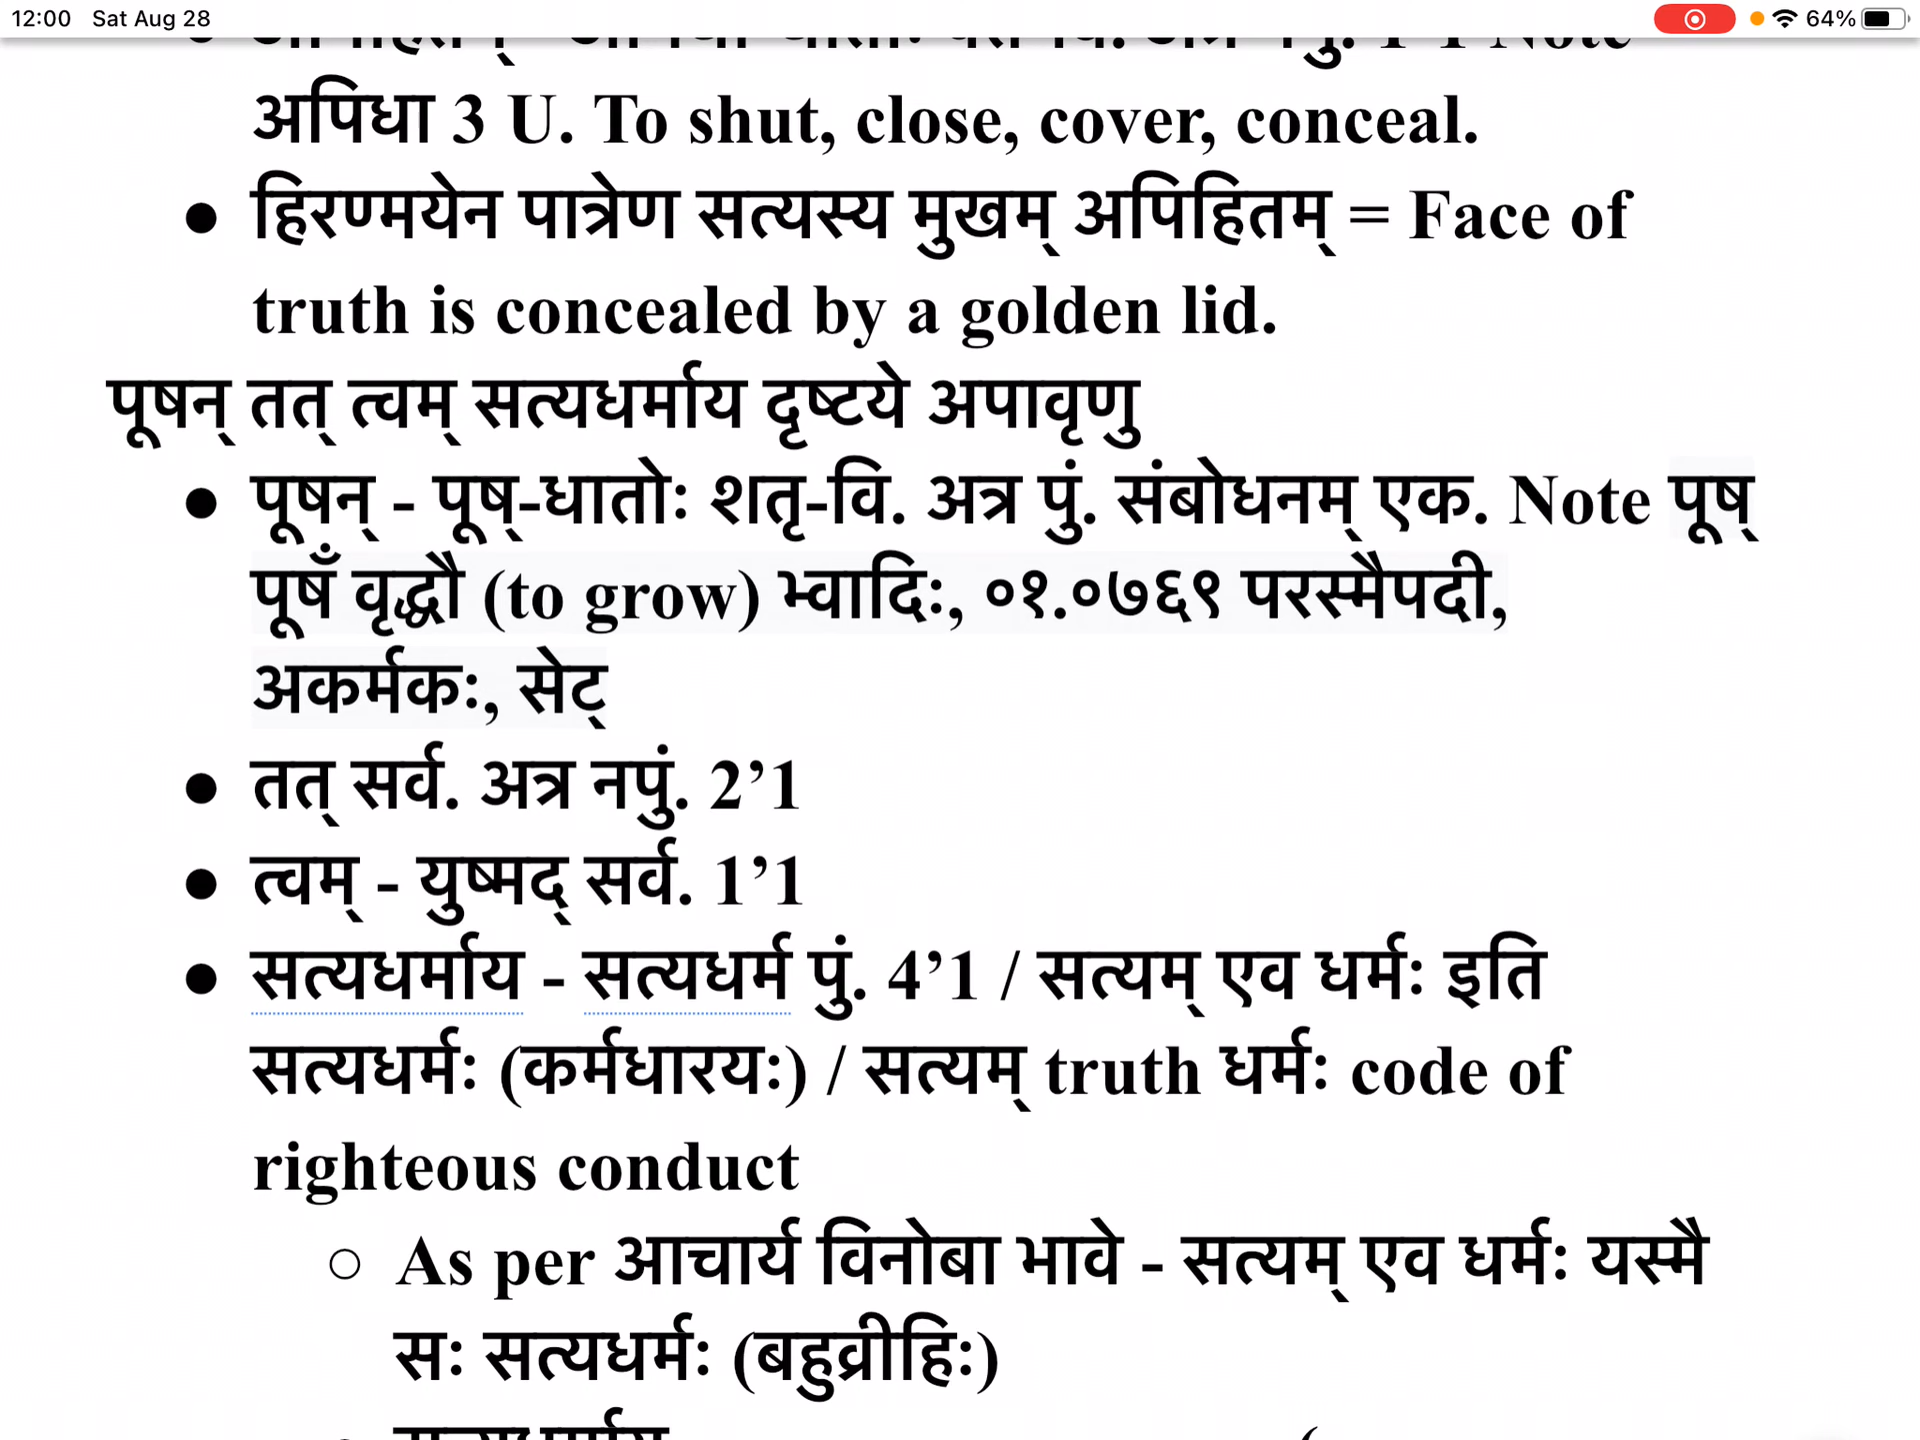 12:00 Sat Aug 28 64%
Note
अपिधा 3 U. To shut, close, cover, conceal.
● हिरण्मयेन पात्रेण सत्यस्य मुखम् अपिहितम् = Face of
truth is concealed by a golden lid.
पूषन् तत् त्वम् सत्यधर्माय दृष्टये अपावृणु
● पूषन् - पूष्-धातोः शतृ-वि. अत्र पुं. संबोधनम् एक. Note पूष्
पूषँ वृद्धौ (to grow) भ्वादिः, ०१.०७६९ परस्मैपदी,
अकर्मकः, सेट्
● तत् सर्व. अत्र नपुं. 2’1
● त्वम् - युष्मद् सर्व. 1’1
● सत्यधर्माय - सत्यधर्म पुं. 4’1 / सत्यम् एव धर्मः इति
सत्यधर्मः (कर्मधारयः) / सत्यम् truth धर्मः code of
righteous conduct
○ As per आचार्य विनोबा भावे - सत्यम् एव धर्मः यस्मै
सः सत्यधर्मः (बहुव्रीहिः)